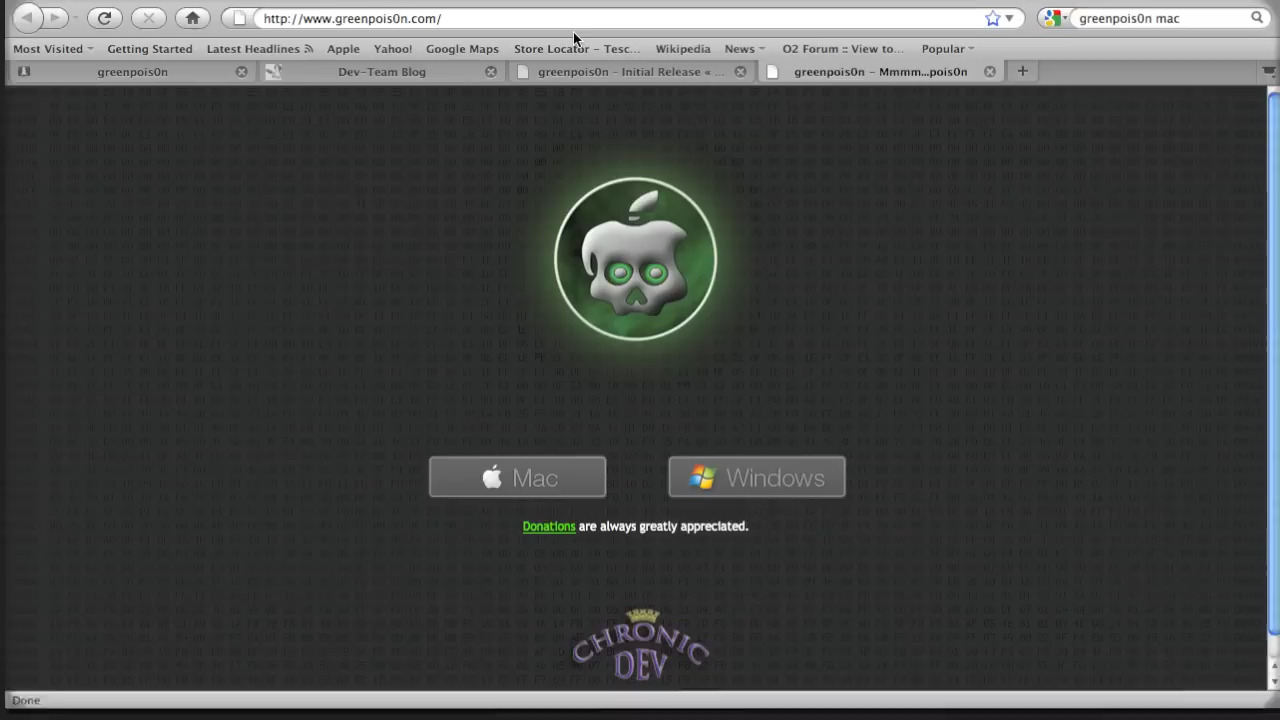 http://www.greenpois0n.com/
greenpois0n mac
Most Visited Getting Started Latest Headlines Apple Yahoo! Google Maps Store Locator - Tesc... Wikipedia News O2 Forum :: View to... Popular
greenpois0n Dev-Team Blog greenpois0n - Initial Release « ... greenpois0n - Mmmm...pois0n
Mac Windows
Donations are always greatly appreciated.
CHRONIC
DEV
Done